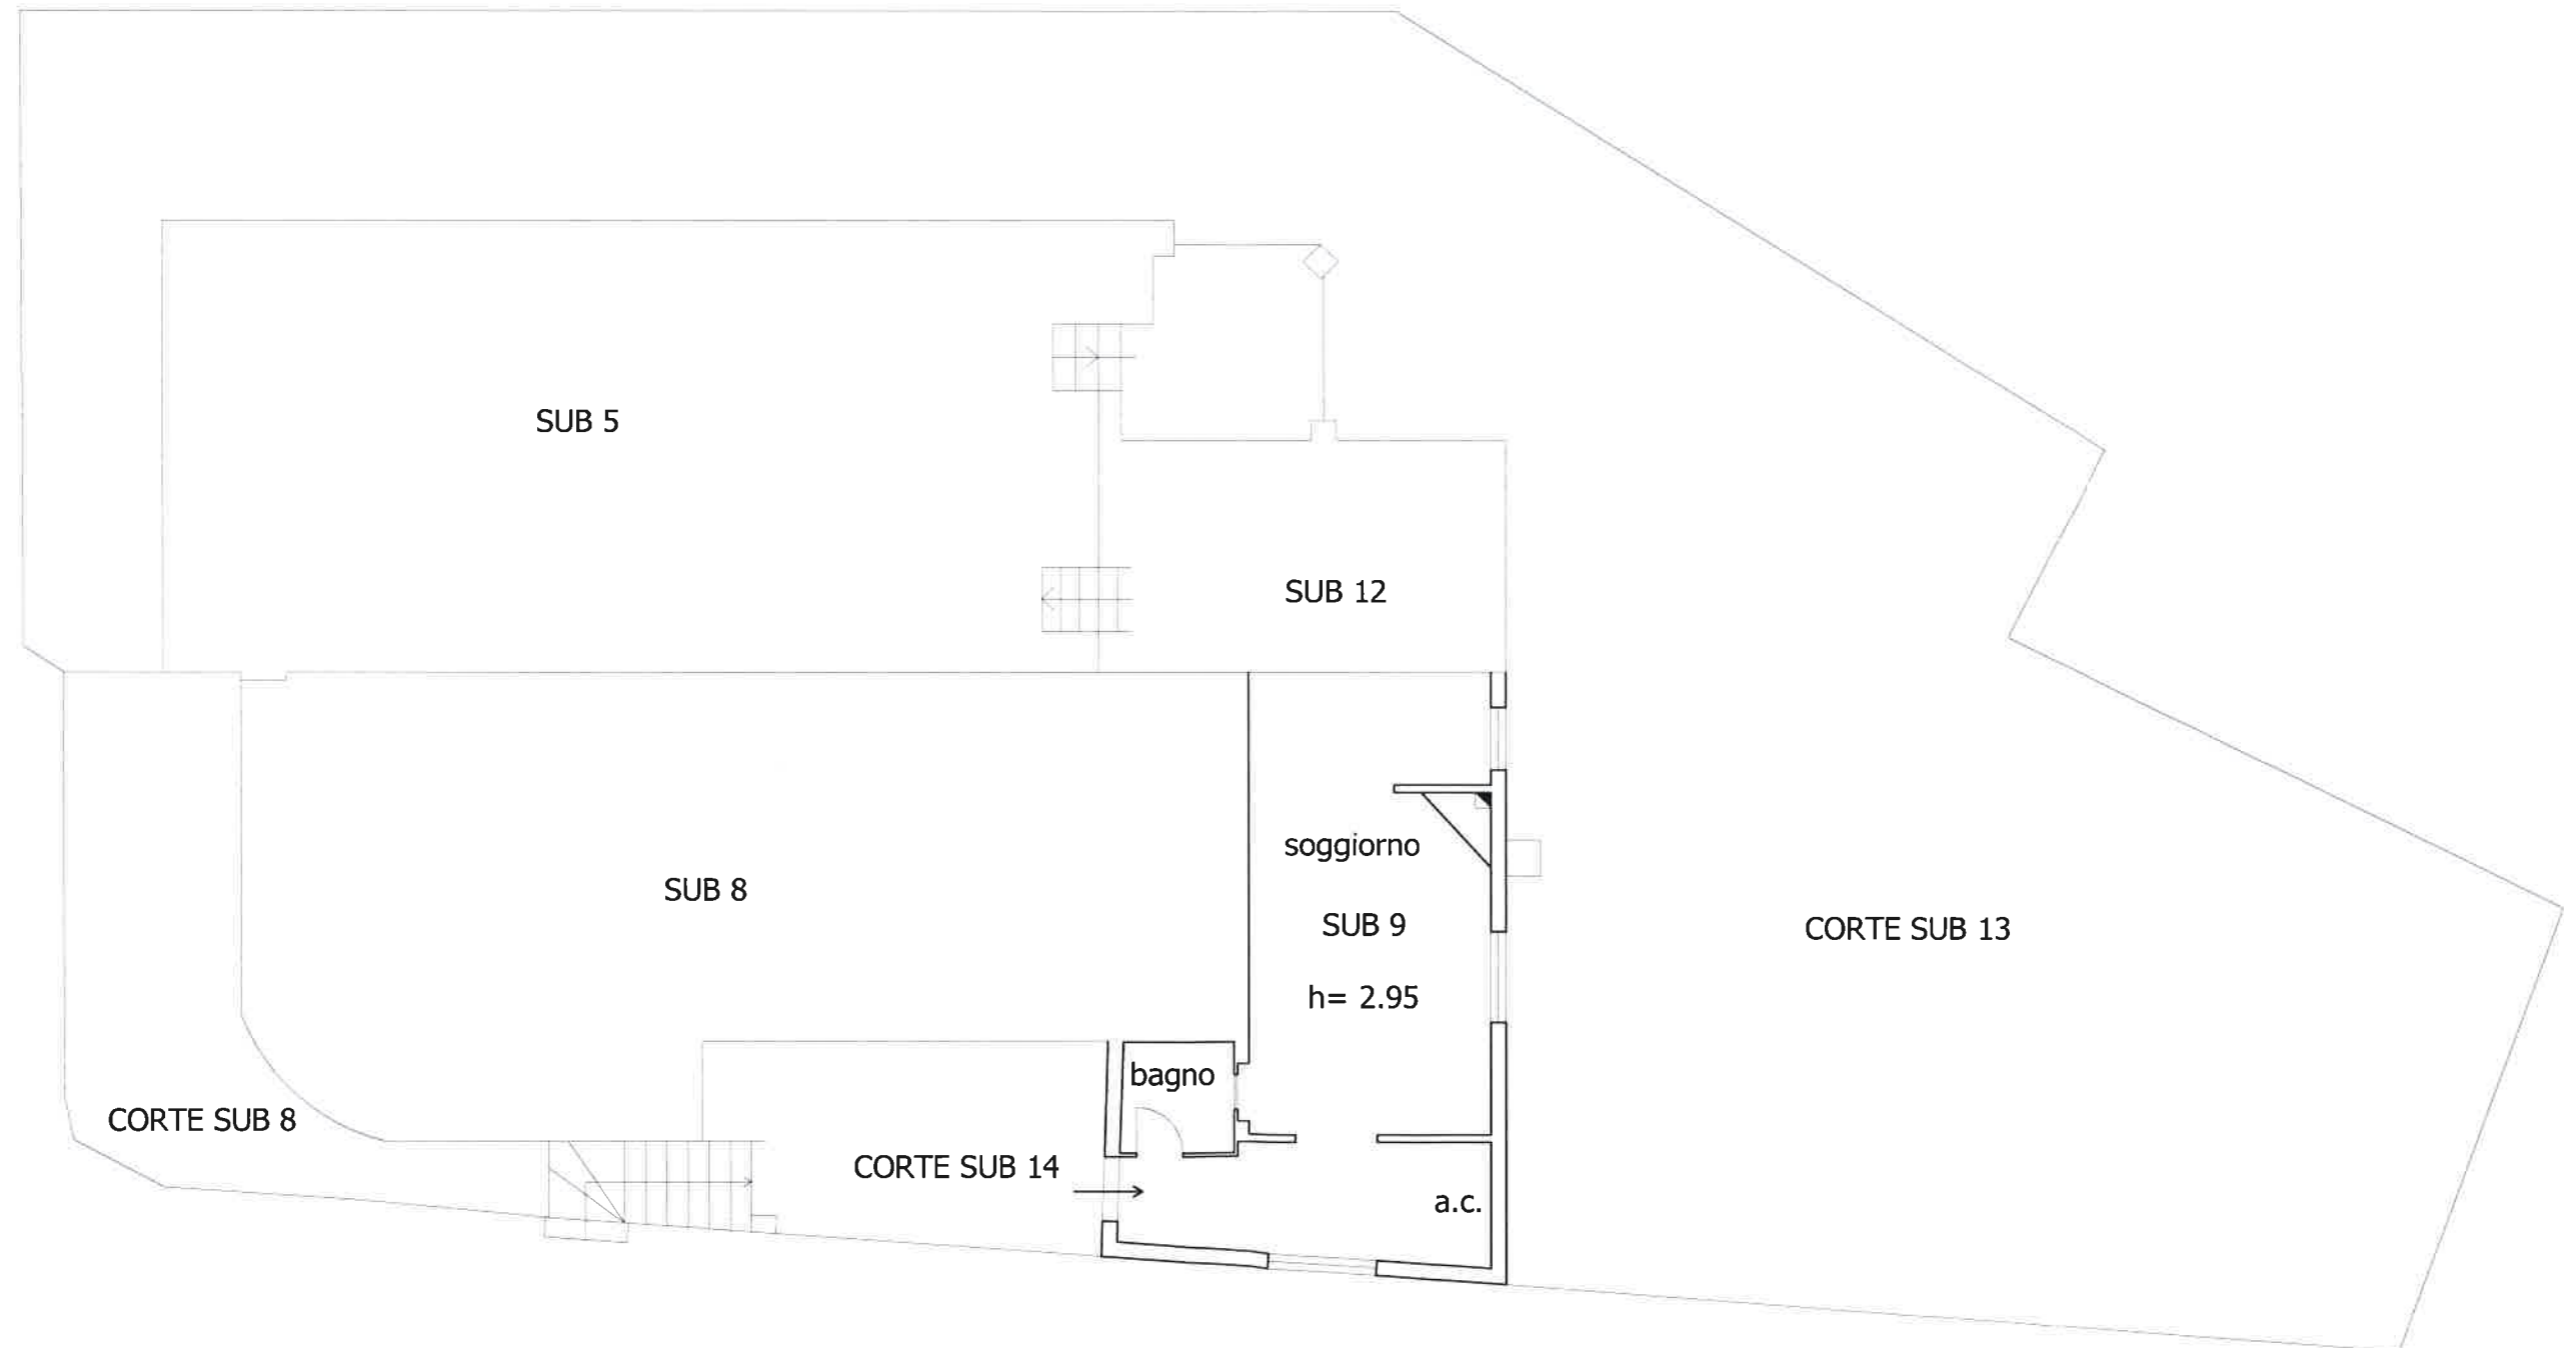 SUB 5
SUB 12
soggiorno
SUB 8
SUB 9
CORTE SUB 13
h= 2.95
bagno
CORTE SUB 8
CORTE SUB 14
a.c.